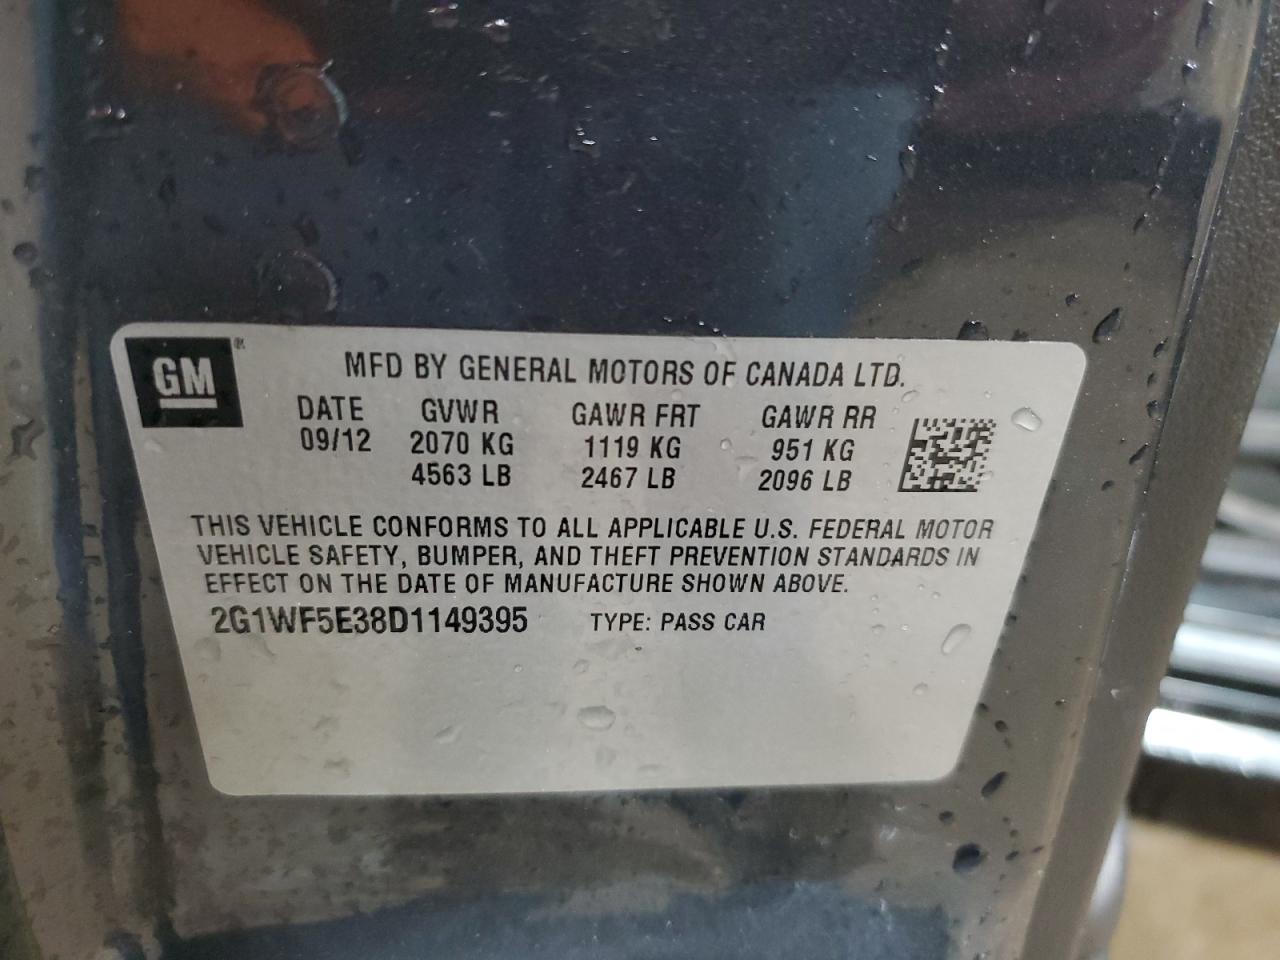 GM®
MFD BY GENERAL MOTORS OF CANADA LTD.
DATE GVWR GAWR FRT GAWR RR
09/12 2070 KG 1119 KG 951 KG
4563 LB 2467 LB 2096 LB
THIS VEHICLE CONFORMS TO ALL APPLICABLE U.S. FEDERAL MOTOR
VEHICLE SAFETY, BUMPER, AND THEFT PREVENTION STANDARDS IN
EFFECT ON THE DATE OF MANUFACTURE SHOWN ABOVE.
2G1WF5E38D1149395 TYPE: PASS CAR